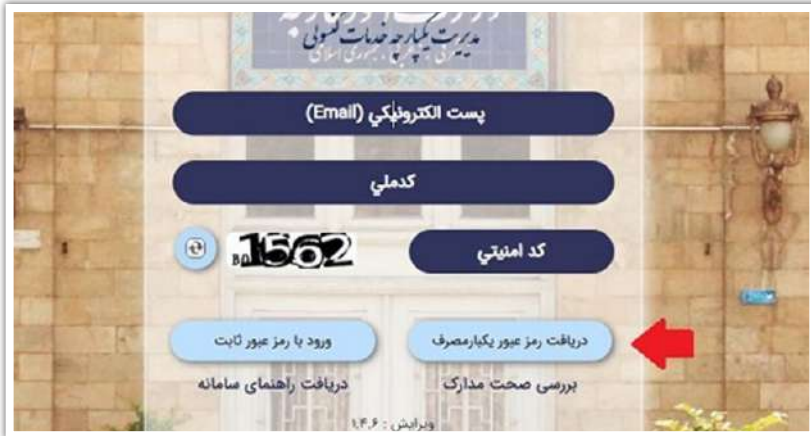 مدیریت یکپارچه خدمات کنسولی
پست الکترونیکي (Email)
کدملي
کد امنیتي
1562
دریافت رمز عبور یکبارمصرف
ورود با رمز عبور ثابت
بررسی صحت مدارک
دریافت راهنمای سامانه
ویرایش : ۱.۴.۶